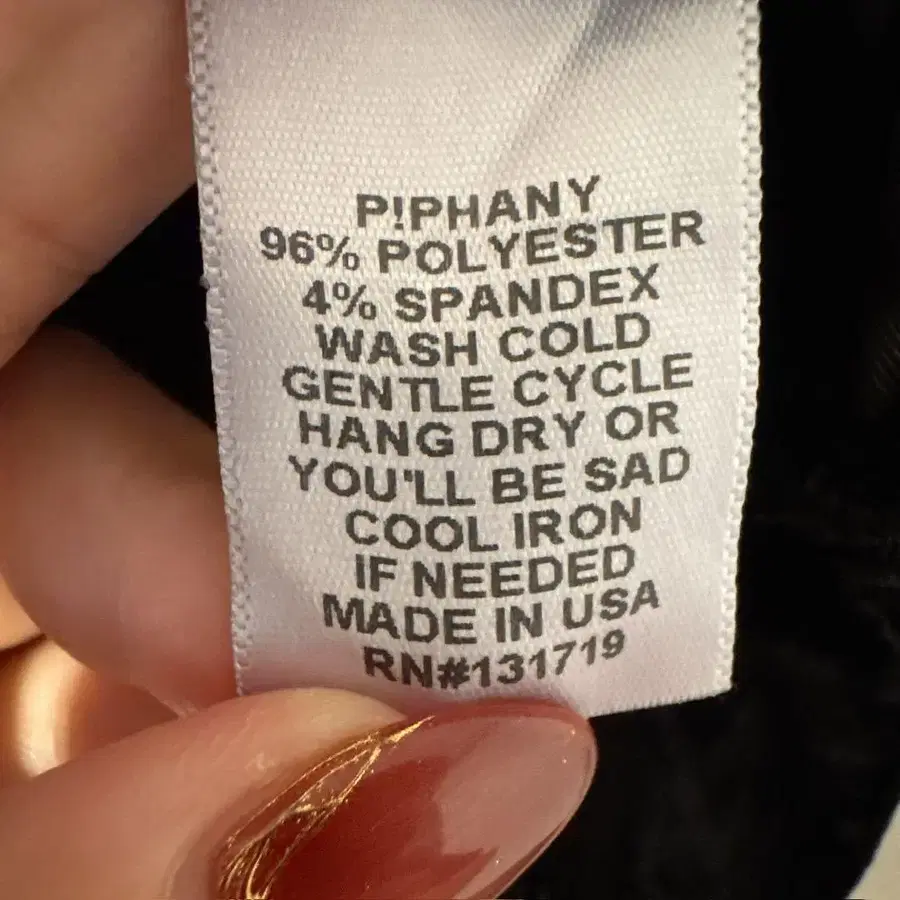 P!PHANY
96% POLYESTER
4% SPANDEX
WASH COLD
GENTLE CYCLE
HANG DRY OR
YOU'LL BE SAD
COOL IRON
IF NEEDED
MADE IN USA
RN#131719